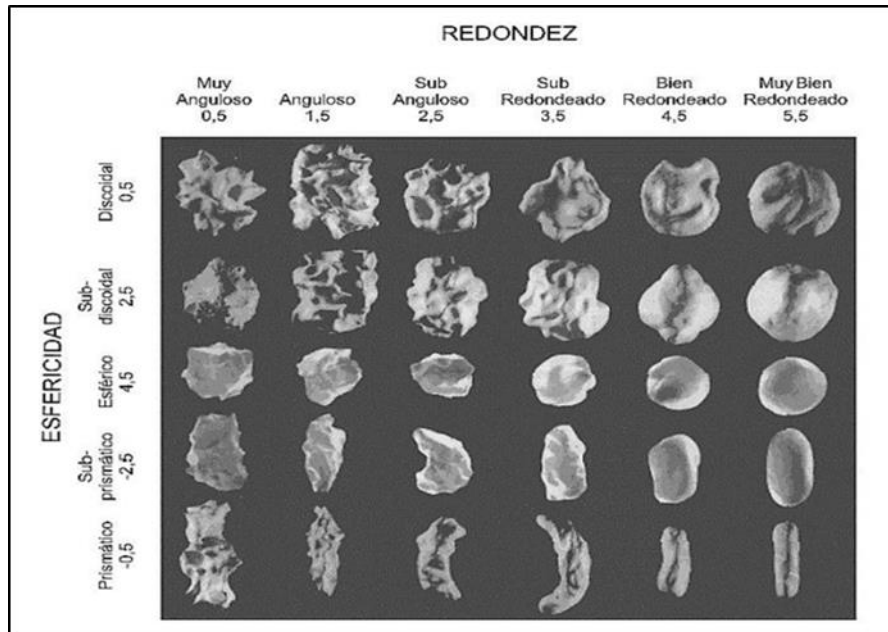 REDONDEZ
Muy
Anguloso
0,5
Anguloso
1,5
Sub
Anguloso
2,5
Sub
Redondeado
3,5
Bien
Redondeado
4,5
Muy Bien
Redondeado
5,5
ESFERICIDAD
Discoidal
0,5
Sub-
discoidal
2,5
Esférico
4,5
Sub-
prismático
-2,5
Prismático
-0,5